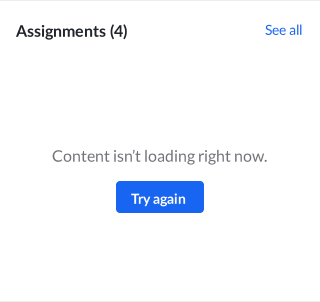 Assignments (4)
See all
Content isn’t loading right now.
Try again